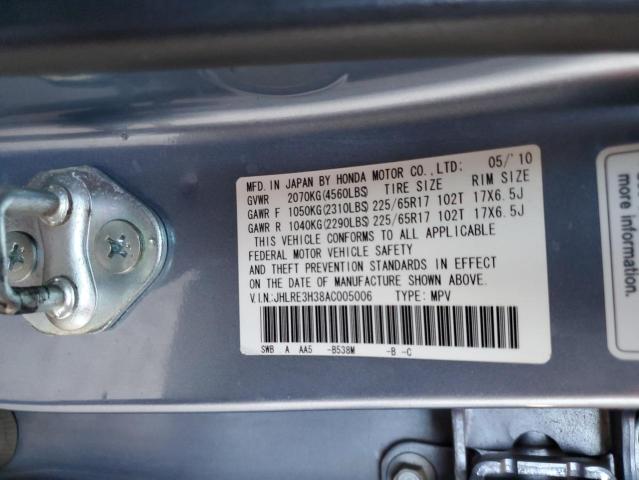 MFD. IN JAPAN BY HONDA MOTOR CO., LTD: 05/'10
GVWR 2070KG(4560LBS) TIRE SIZE RIM SIZE
GAWR F 1050KG(2310LBS) 225/65R17 102T 17X6.5J
GAWR R 1040KG(2290LBS) 225/65R17 102T 17X6.5J
THIS VEHICLE CONFORMS TO ALL APPLICABLE
FEDERAL MOTOR VEHICLE SAFETY
AND THEFT PREVENTION STANDARDS IN EFFECT
ON THE DATE OF MANUFACTURE SHOWN ABOVE.
V.I.N.:JHLRE3H38AC005006 TYPE: MPV
SWB A AA5 -B538M -B -C